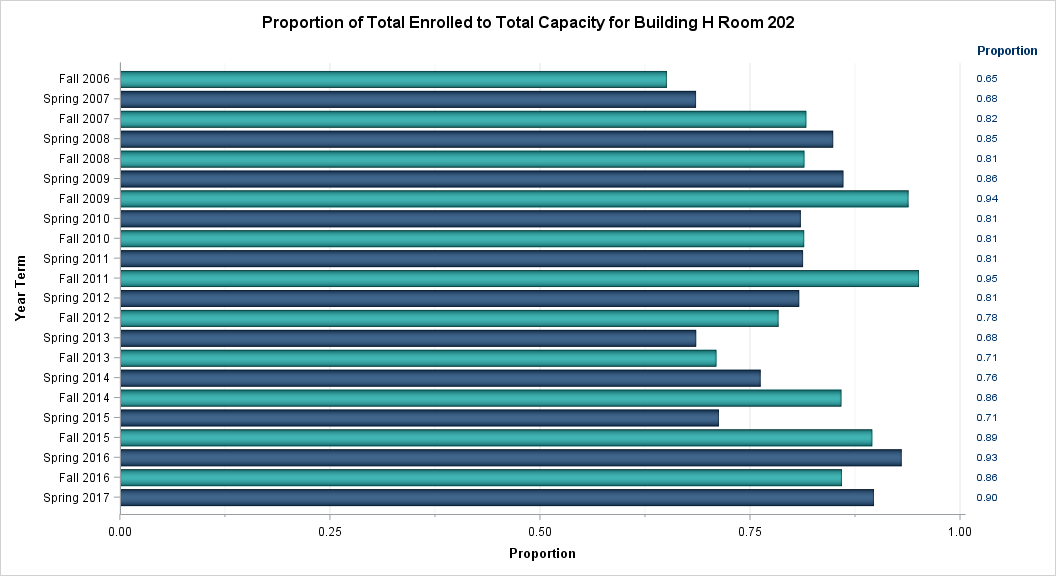 Proportion of Total Enrolled to Total Capacity for Building H Room 202
Proportion
Fall 2006 0.65
Spring 2007 0.68
Fall 2007 0.82
Spring 2008 0.85
Fall 2008 0.81
Spring 2009 0.86
Fall 2009 0.94
Spring 2010 0.81
Fall 2010 0.81
Spring 2011 0.81
Fall 2011 0.95
Spring 2012 0.81
Fall 2012 0.78
Spring 2013 0.68
Fall 2013 0.71
Spring 2014 0.76
Fall 2014 0.86
Spring 2015 0.71
Fall 2015 0.89
Spring 2016 0.93
Fall 2016 0.86
Spring 2017 0.90
Year Term
0.00 0.25 0.50 0.75 1.00
Proportion